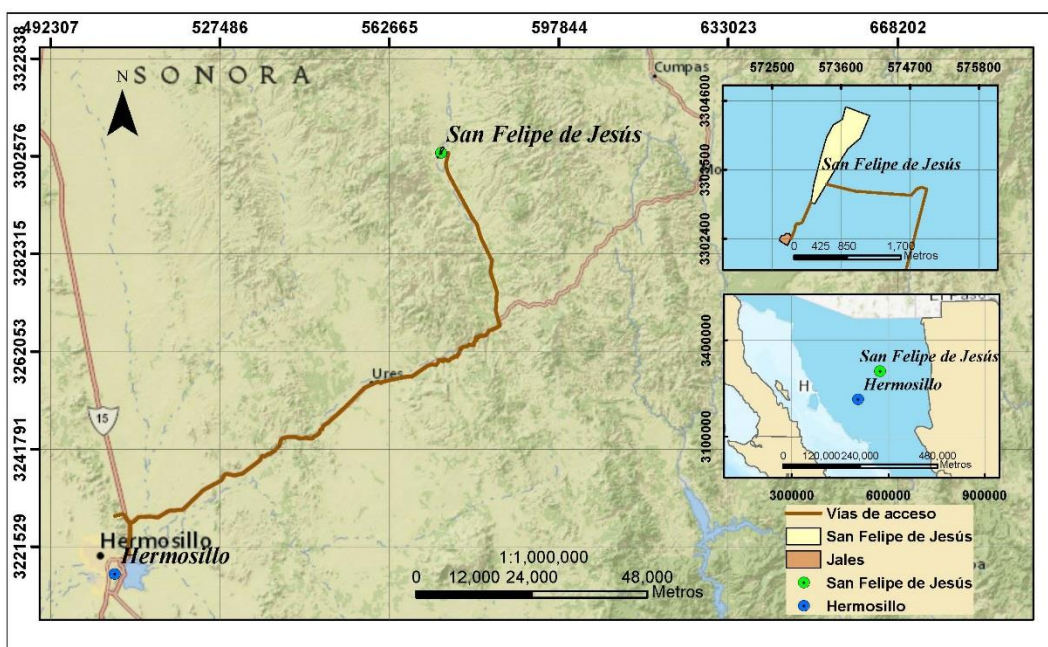 492307 527486 562665 597844 633023 668202
3322838
3302576
3282315
3262053
3241791
3221529
SONORA
N
Cumpas
San Felipe de Jesús
Ures
15
Hermosillo
Hermosillo
1:1,000,000
0 12,000 24,000 48,000
Metros
572500 573600 574700 575800
3304600
3303500
3302400
San Felipe de Jesús
0 425 850 1,700
Metros
El Paso
3400000
3100000
San Felipe de Jesús
H
Hermosillo
0 120,000 240,000 480,000
Metros
300000 600000 900000
Vías de acceso
San Felipe de Jesús
Jales
San Felipe de Jesús
Hermosillo